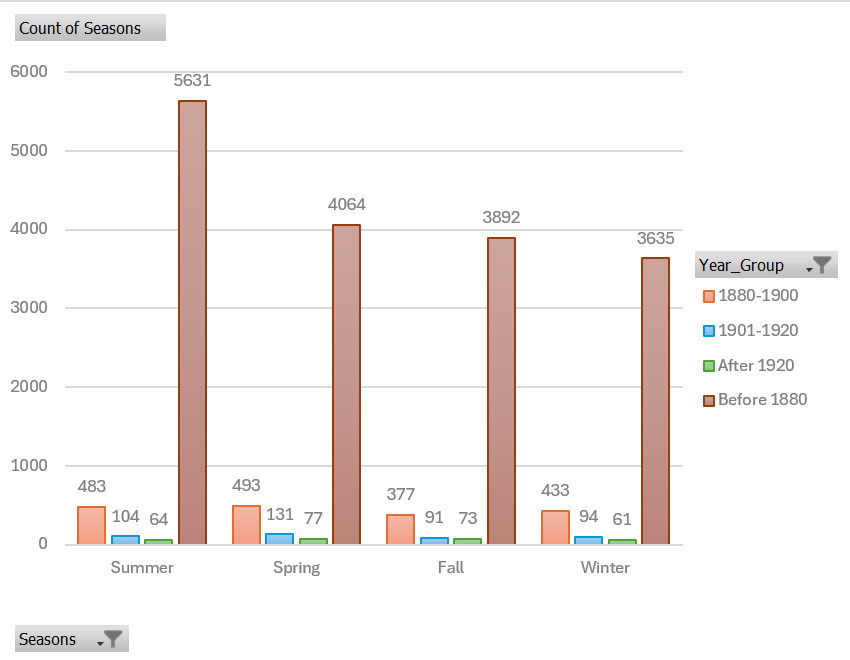 Count of Seasons
6000
5000
4000
3000
2000
1000
0
5631
4064
3892
3635
483
104
64
493
131
77
377
91
73
433
94
61
Summer
Spring
Fall
Winter
Year_Group
1880-1900
1901-1920
After 1920
Before 1880
Seasons